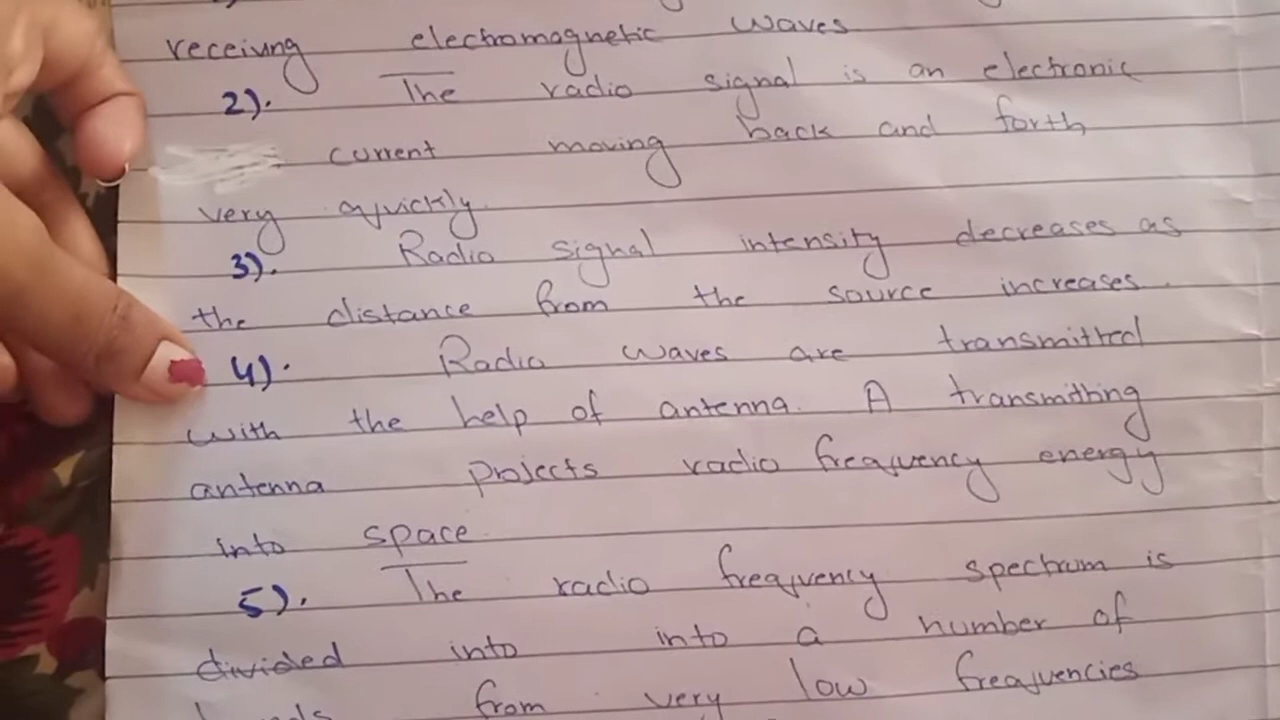 receiving electromagnetic waves
2). The radio signal is an electronic
current moving back and forth
very quickly
3). Radio signal intensity decreases as
the distance from the source increases.
4). Radio waves are transmitted
with the help of antenna. A transmitting
antenna projects radio frequency energy
into space.
5). The radio frequency spectrum is
divided into into a number of
from very low frequencies